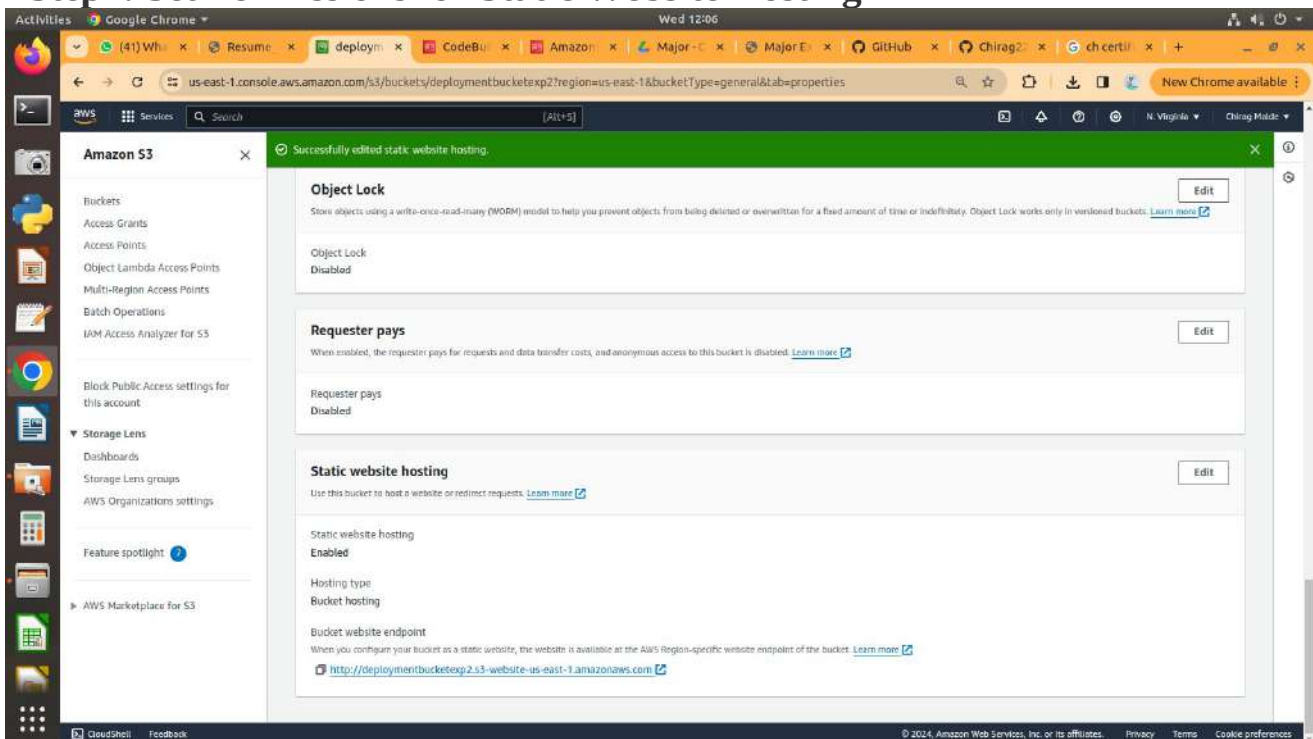 Activities Google Chrome ▾ Wed 12:06
(41) Wh Resume deploym CodeBu Amazon Major - C Major Ex GitHub Chirag2 ch certifi
us-east-1.console.aws.amazon.com/s3/buckets/deploymentbucketexp2?region=us-east-1&bucketType=general&tab=properties New Chrome available
aws Services Search [Alt+S] N. Virginia ▾ Chirag Malde ▾
Amazon S3
Successfully edited static website hosting.
Buckets
Access Grants
Access Points
Object Lambda Access Points
Multi-Region Access Points
Batch Operations
IAM Access Analyzer for S3
Block Public Access settings for
this account
▼ Storage Lens
Dashboards
Storage Lens groups
AWS Organizations settings
Feature spotlight 7
▶ AWS Marketplace for S3
Object Lock Edit
Store objects using a write-once-read-many (WORM) model to help you prevent objects from being deleted or overwritten for a fixed amount of time or indefinitely. Object Lock works only in versioned buckets. Learn more
Object Lock
Disabled
Requester pays Edit
When enabled, the requester pays for requests and data transfer costs, and anonymous access to this bucket is disabled. Learn more
Requester pays
Disabled
Static website hosting Edit
Use this bucket to host a website or redirect requests. Learn more
Static website hosting
Enabled
Hosting type
Bucket hosting
Bucket website endpoint
When you configure your bucket as a static website, the website is available at the AWS Region-specific website endpoint of the bucket. Learn more
http://deploymentbucketexp2.s3-website-us-east-1.amazonaws.com
CloudShell Feedback © 2024, Amazon Web Services, Inc. or its affiliates. Privacy Terms Cookie preferences